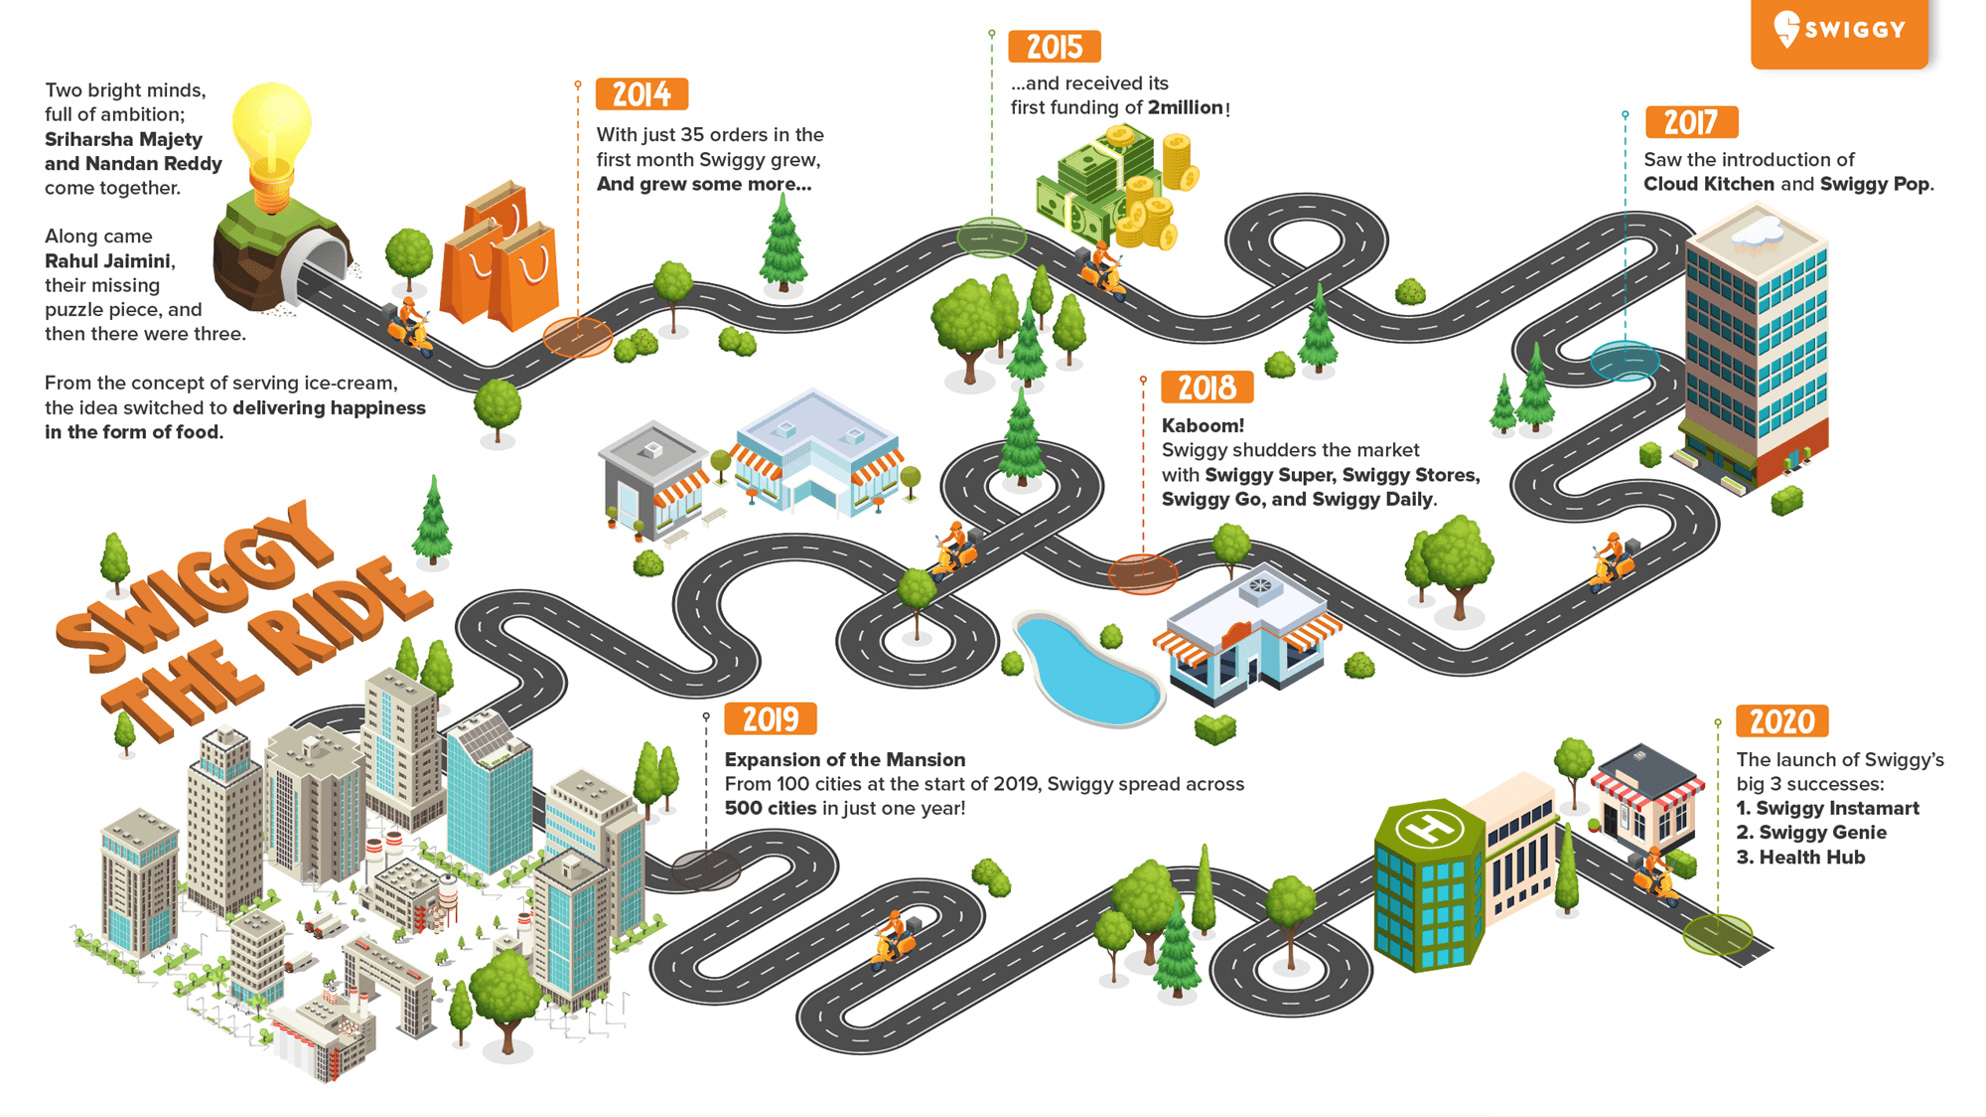 SWIGGY
Two bright minds,
full of ambition;
Sriharsha Majety
and Nandan Reddy
come together.
Along came
Rahul Jaimini,
their missing
puzzle piece, and
then there were three.
From the concept of serving ice-cream,
the idea switched to delivering happiness
in the form of food.
2014
With just 35 orders in the
first month Swiggy grew,
And grew some more...
2015
...and received its
first funding of 2million!
2017
Saw the introduction of
Cloud Kitchen and Swiggy Pop.
2018
Kaboom!
Swiggy shudders the market
with Swiggy Super, Swiggy Stores,
Swiggy Go, and Swiggy Daily.
SWIGGY
THE RIDE
2019
Expansion of the Mansion
From 100 cities at the start of 2019, Swiggy spread across
500 cities in just one year!
H
2020
The launch of Swiggy's
big 3 successes:
1. Swiggy Instamart
2. Swiggy Genie
3. Health Hub